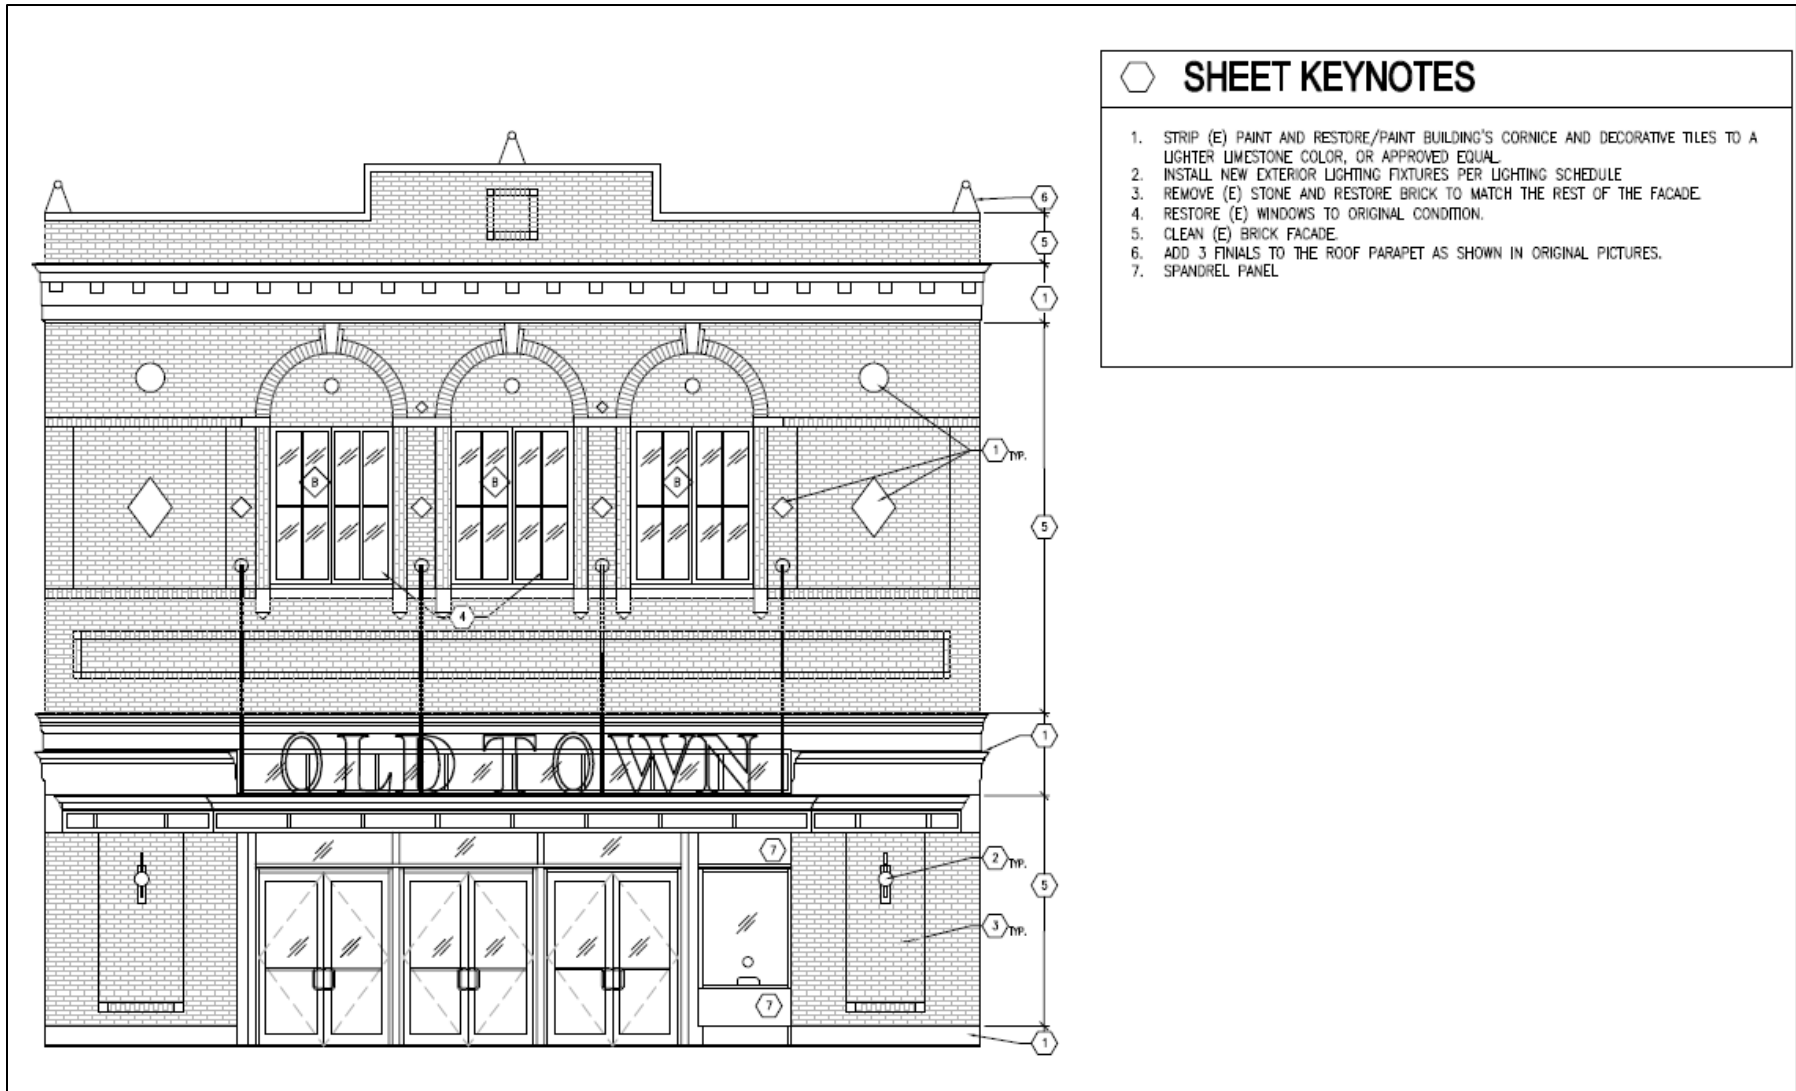 SHEET KEYNOTES
1. STRIP (E) PAINT AND RESTORE/PAINT BUILDING'S CORNICE AND DECORATIVE TILES TO A
LIGHTER LIMESTONE COLOR, OR APPROVED EQUAL.
2. INSTALL NEW EXTERIOR LIGHTING FIXTURES PER LIGHTING SCHEDULE
3. REMOVE (E) STONE AND RESTORE BRICK TO MATCH THE REST OF THE FACADE.
4. RESTORE (E) WINDOWS TO ORIGINAL CONDITION.
5. CLEAN (E) BRICK FACADE.
6. ADD 3 FINIALS TO THE ROOF PARAPET AS SHOWN IN ORIGINAL PICTURES.
7. SPANDREL PANEL
6
5
1
1 TYP.
B B B
5
4
1
OLD TOWN
7
2 TYP.
5
3 TYP.
7
1